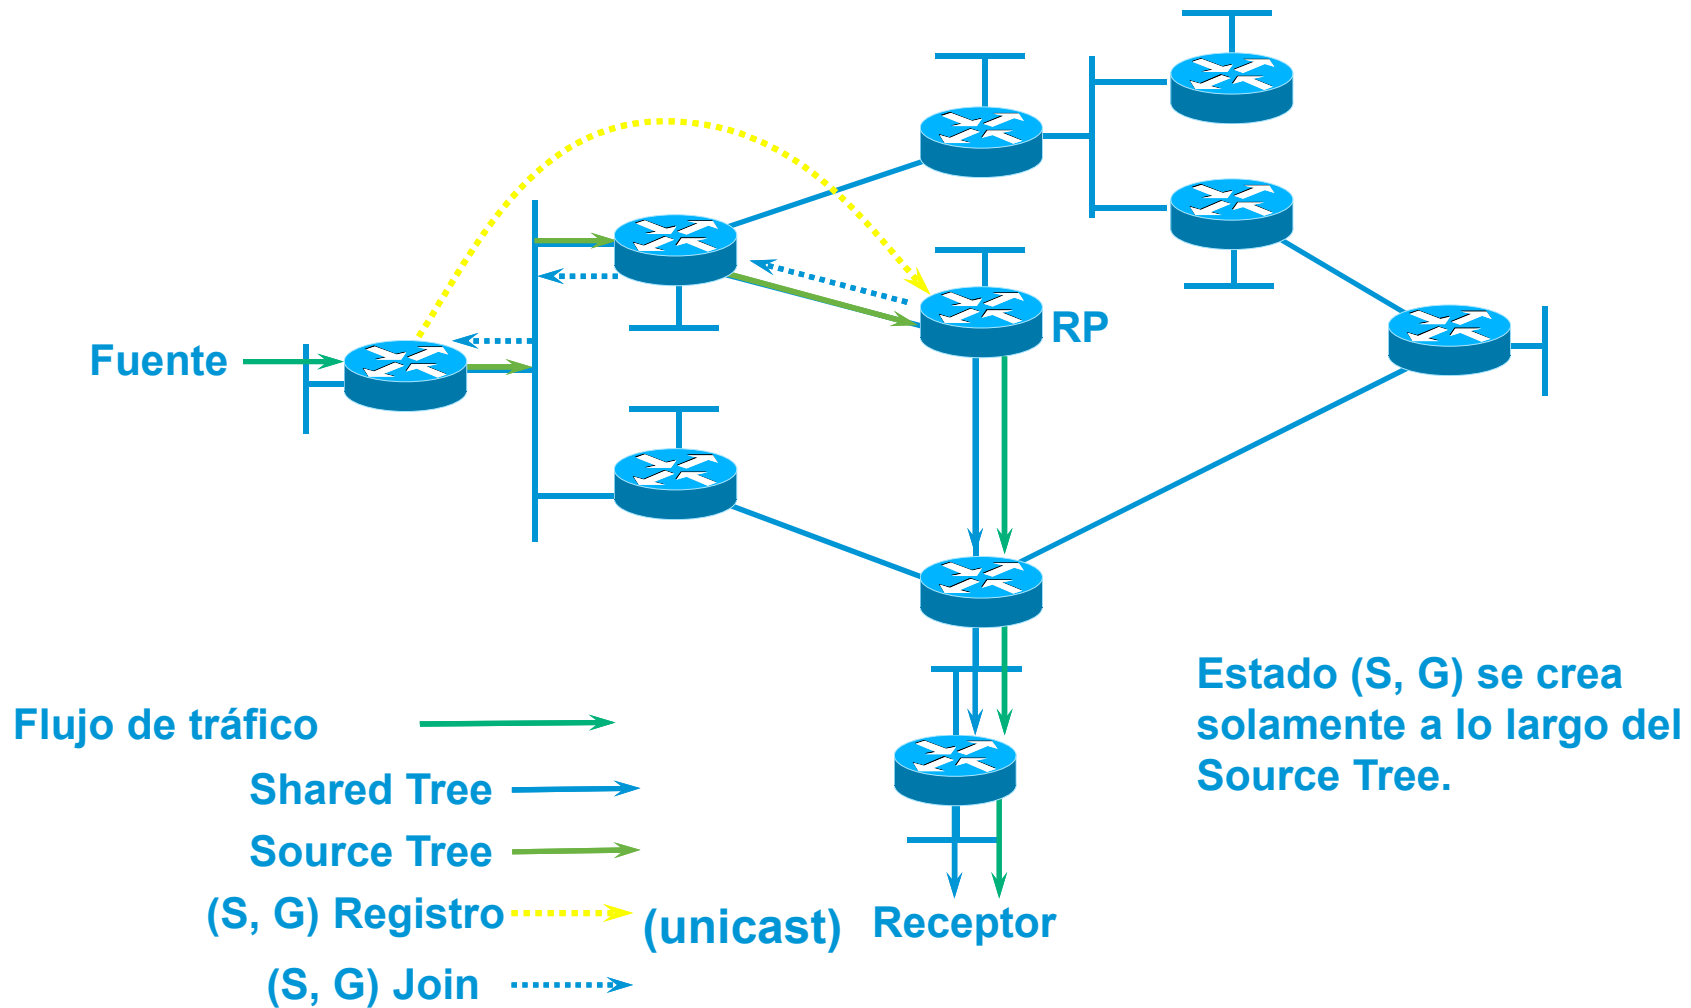 RP
Fuente
Estado (S, G) se crea
solamente a lo largo del
Source Tree.
Flujo de tráfico
Shared Tree
Source Tree
(S, G) Registro
(unicast)
Receptor
(S, G) Join